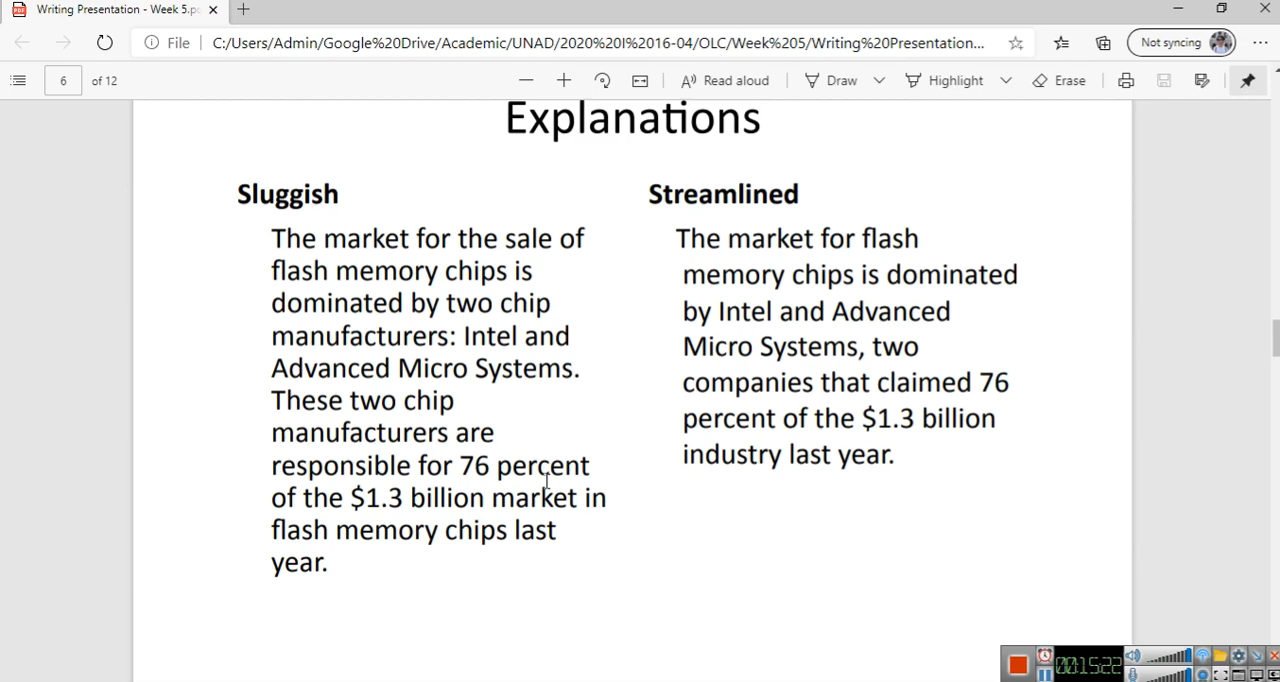 Writing Presentation - Week 5.p
File
C:/Users/Admin/Google%20Drive/Academic/UNAD/2020%20I%2016-04/OLC/Week%205/Writing%20Presentation...
Not syncing
6 of 12
Read aloud
Draw
Highlight
Erase
Explanations
Sluggish
The market for the sale of
flash memory chips is
dominated by two chip
manufacturers: Intel and
Advanced Micro Systems.
These two chip
manufacturers are
responsible for 76 percent
of the $1.3 billion market in
flash memory chips last
year.
Streamlined
The market for flash
memory chips is dominated
by Intel and Advanced
Micro Systems, two
companies that claimed 76
percent of the $1.3 billion
industry last year.
00:15:22